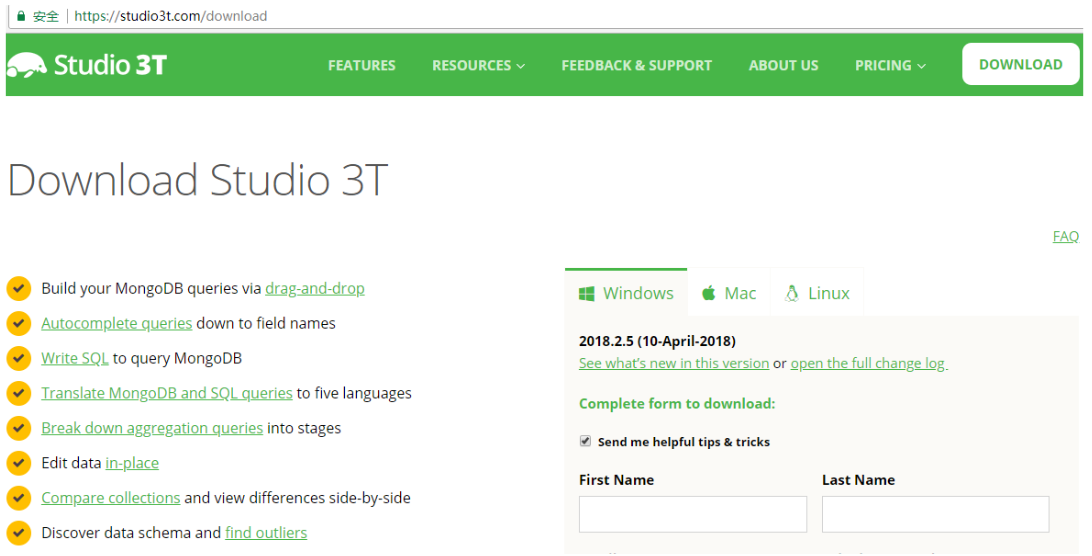 安全 | https://studio3t.com/download
Studio 3T FEATURES RESOURCES FEEDBACK & SUPPORT ABOUT US PRICING DOWNLOAD
Download Studio 3T
FAQ
Build your MongoDB queries via drag-and-drop
Autocomplete queries down to field names
Write SQL to query MongoDB
Translate MongoDB and SQL queries to five languages
Break down aggregation queries into stages
Edit data in-place
Compare collections and view differences side-by-side
Discover data schema and find outliers
Windows Mac Linux
2018.2.5 (10-April-2018)
See what's new in this version or open the full change log
Complete form to download:
Send me helpful tips & tricks
First Name Last Name